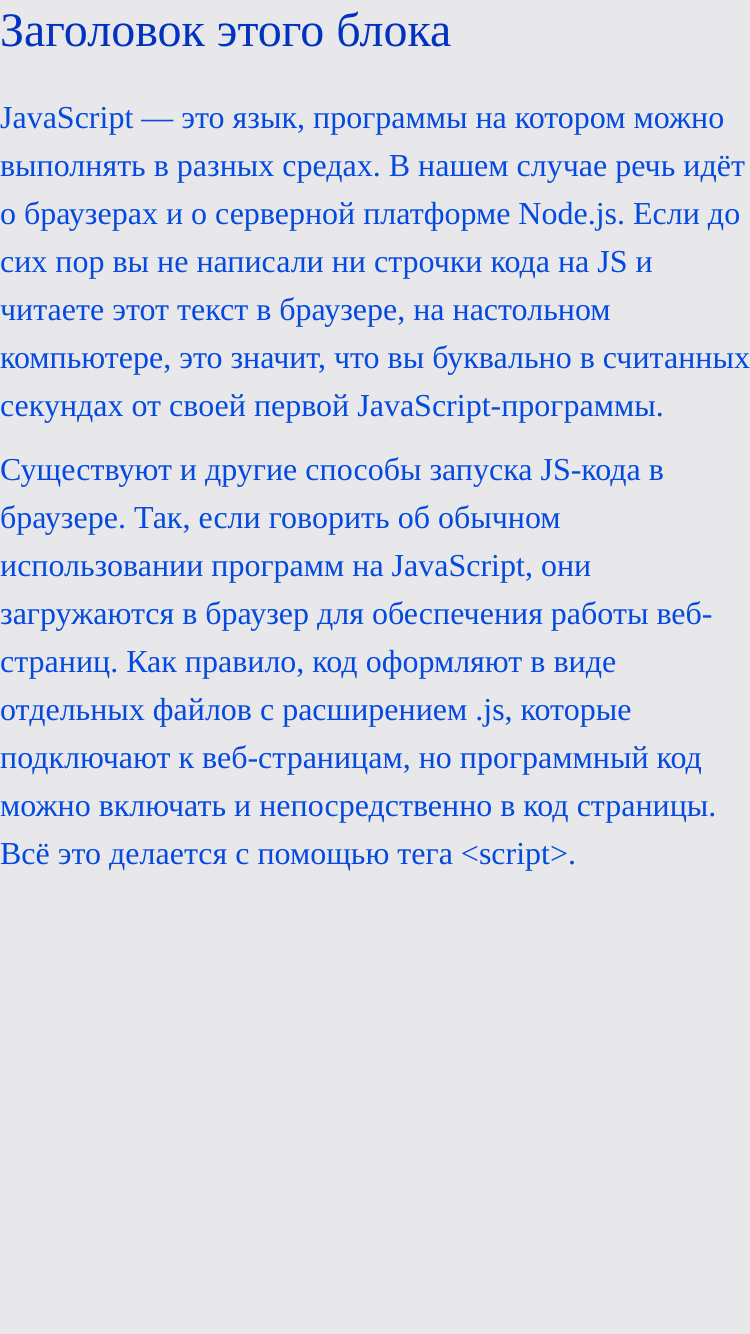 Заголовок этого блока
JavaScript — это язык, программы на котором можно
выполнять в разных средах. В нашем случае речь идёт
о браузерах и о серверной платформе Node.js. Если до
сих пор вы не написали ни строчки кода на JS и
читаете этот текст в браузере, на настольном
компьютере, это значит, что вы буквально в считанных
секундах от своей первой JavaScript-программы.
Существуют и другие способы запуска JS-кода в
браузере. Так, если говорить об обычном
использовании программ на JavaScript, они
загружаются в браузер для обеспечения работы веб-
страниц. Как правило, код оформляют в виде
отдельных файлов с расширением .js, которые
подключают к веб-страницам, но программный код
можно включать и непосредственно в код страницы.
Всё это делается с помощью тега <script>.